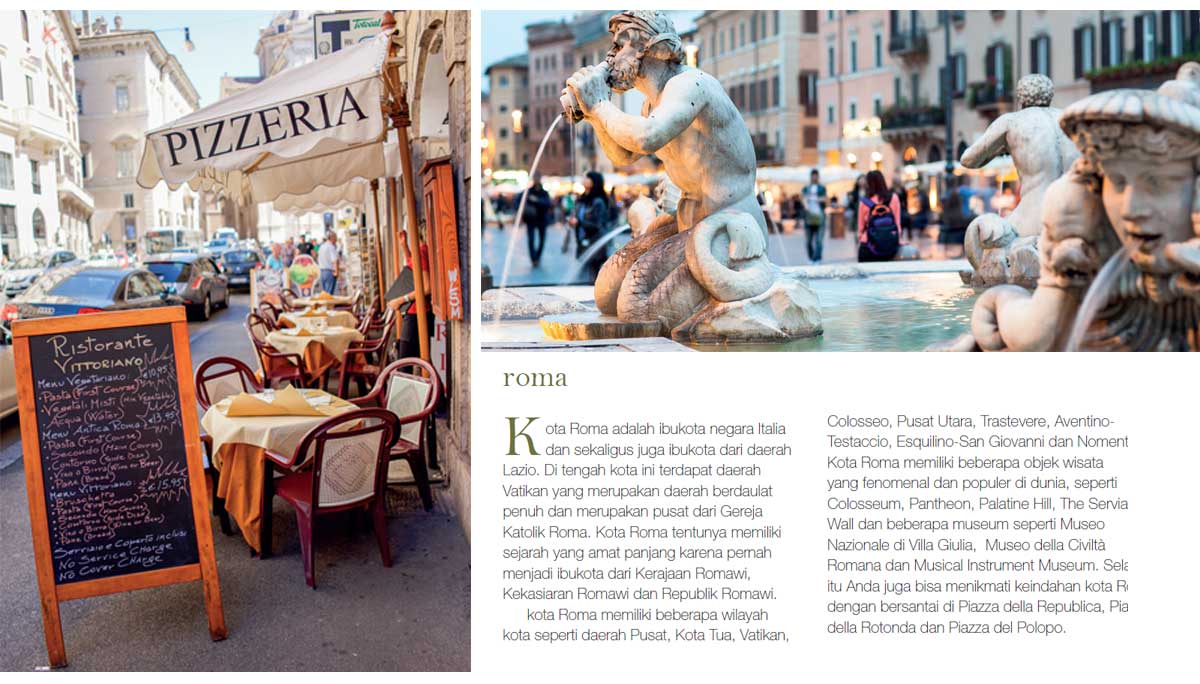 Totocal
T
PIZZERIA
Ristorante
VITTORIANO
Menu Vegetariano: €10,95
Pasta (First Course)
Vegetali Misti (Mix Vegetables)
Acqua (Water)
Menu Antica Roma: €13.95
Pasta (First Course)
Secondo (Main Course)
Contorno (Side Dish)
Vino o Birra (Wine or Beer)
Pane (Bread)
Menu Vittoriano: €15.95
Bruschetta
Pasta (First Course)
Secondo (Main Course)
Contorno (Side Dish)
Vino o Birra (Wine or Beer)
Pane (Bread)
Servizio e Coperto inclusi
No Service Charge
No Cover Charge
roma
Kota Roma adalah ibukota negara Italia
dan sekaligus juga ibukota dari daerah
Lazio. Di tengah kota ini terdapat daerah
Vatikan yang merupakan daerah berdaulat
penuh dan merupakan pusat dari Gereja
Katolik Roma. Kota Roma tentunya memiliki
sejarah yang amat panjang karena pernah
menjadi ibukota dari Kerajaan Romawi,
Kekasiaran Romawi dan Republik Romawi.
kota Roma memiliki beberapa wilayah
kota seperti daerah Pusat, Kota Tua, Vatikan,
Colosseo, Pusat Utara, Trastevere, Aventino-
Testaccio, Esquilino-San Giovanni dan Noment
Kota Roma memiliki beberapa objek wisata
yang fenomenal dan populer di dunia, seperti
Colosseum, Pantheon, Palatine Hill, The Servia
Wall dan beberapa museum seperti Museo
Nazionale di Villa Giulia, Museo della Civiltà
Romana dan Musical Instrument Museum. Sela
itu Anda juga bisa menikmati keindahan kota R
dengan bersantai di Piazza della Republica, Pia
della Rotonda dan Piazza del Polopo.